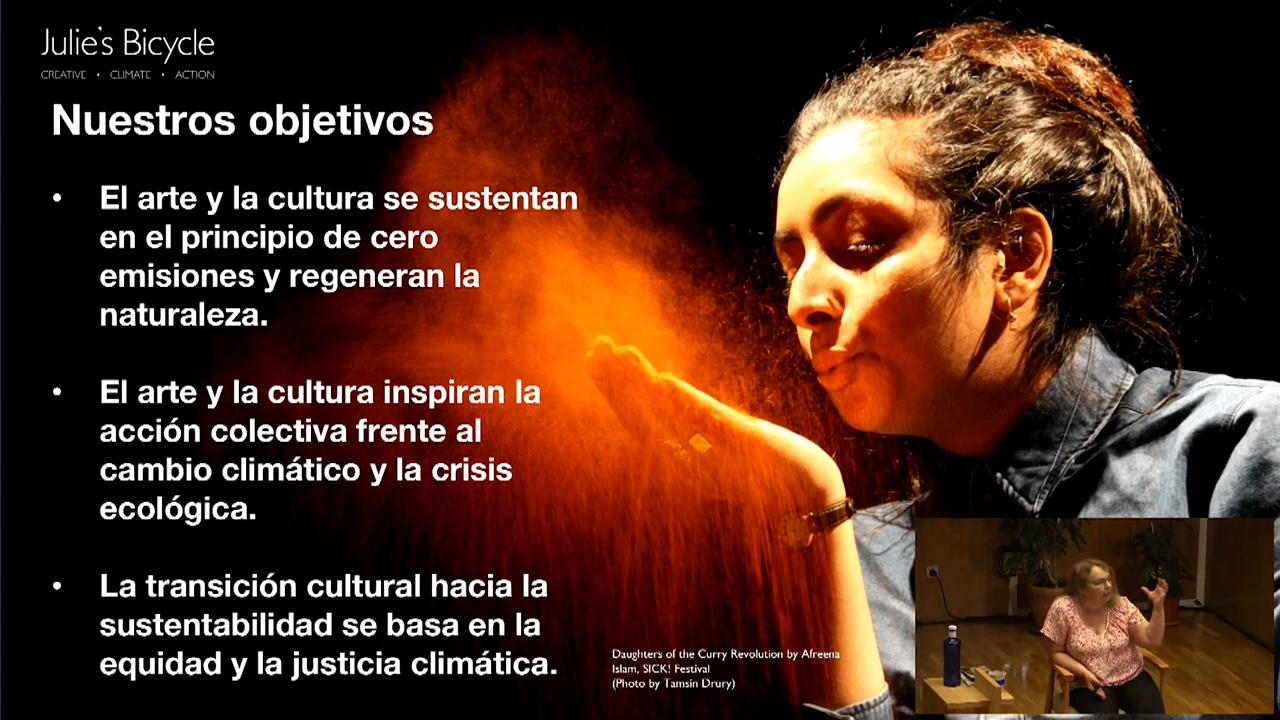 Julie's Bicycle
CREATIVE • CLIMATE • ACTION
Nuestros objetivos
• El arte y la cultura se sustentan
en el principio de cero
emisiones y regeneran la
naturaleza.
• El arte y la cultura inspiran la
acción colectiva frente al
cambio climático y la crisis
ecológica.
• La transición cultural hacia la
sustentabilidad se basa en la
equidad y la justicia climática.
Daughters of the Curry Revolution by Afreena
Islam, SICK! Festival
(Photo by Tamsin Drury)